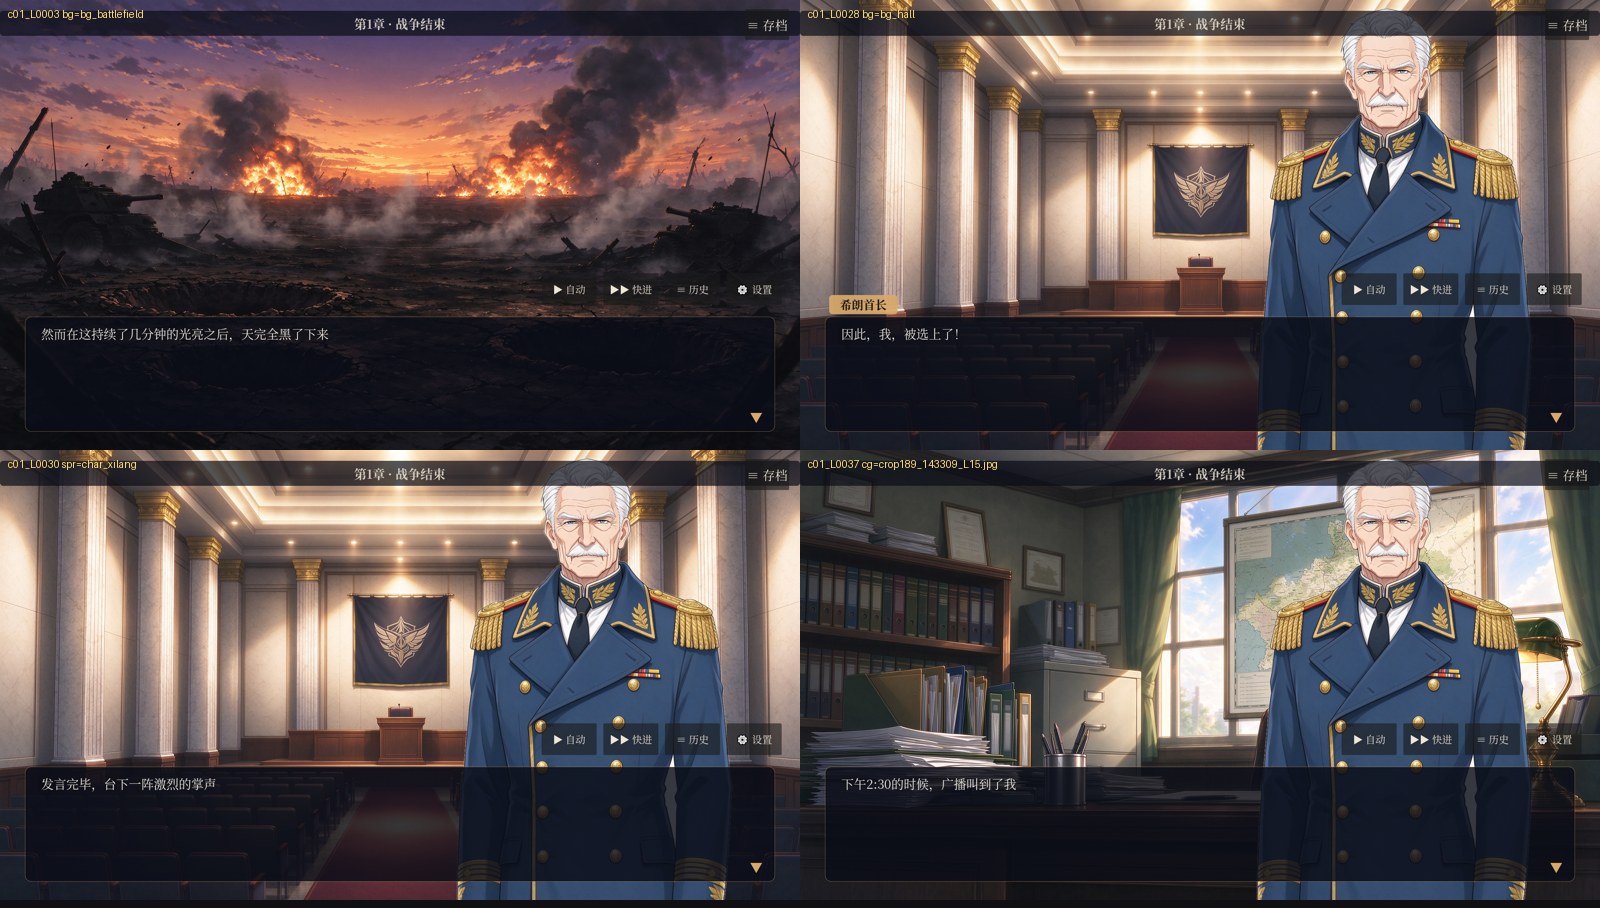 c01_L0003 bg=bg_battlefield
第1章 · 战争结束
≡ 存档
▶ 自动
▶▶ 快进
≡ 历史
设置
然而在这持续了几分钟的光亮之后，天完全黑了下来
c01_L0028 bg=bg_hall
第1章 · 战争结束
≡ 存档
▶ 自动
▶▶ 快进
≡ 历史
设置
希朗首长
因此，我，被选上了！
c01_L0030 spr=char_xilang
第1章 · 战争结束
≡ 存档
▶ 自动
▶▶ 快进
≡ 历史
设置
发言完毕，台下一阵激烈的掌声
c01_L0037 cg=crop189_143309_L15.jpg
第1章 · 战争结束
≡ 存档
▶ 自动
▶▶ 快进
≡ 历史
设置
下午2:30的时候，广播叫到了我